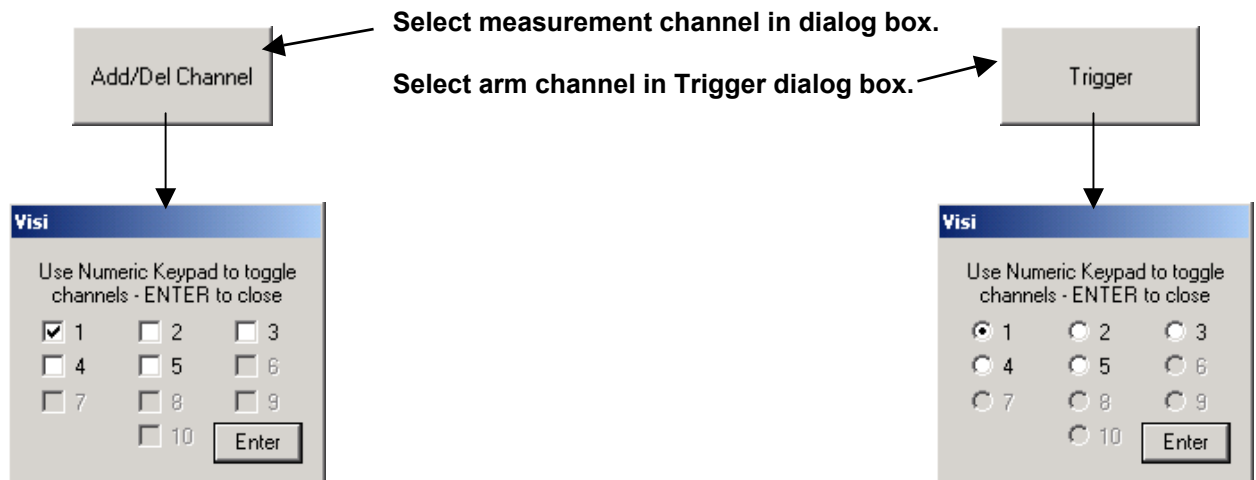 Select measurement channel in dialog box.
Select arm channel in Trigger dialog box.
Add/Del Channel
Trigger
Visi
Use Numeric Keypad to toggle
channels - ENTER to close
1 2 3
4 5 6
7 8 9
10 Enter
Visi
Use Numeric Keypad to toggle
channels - ENTER to close
1 2 3
4 5 6
7 8 9
10 Enter